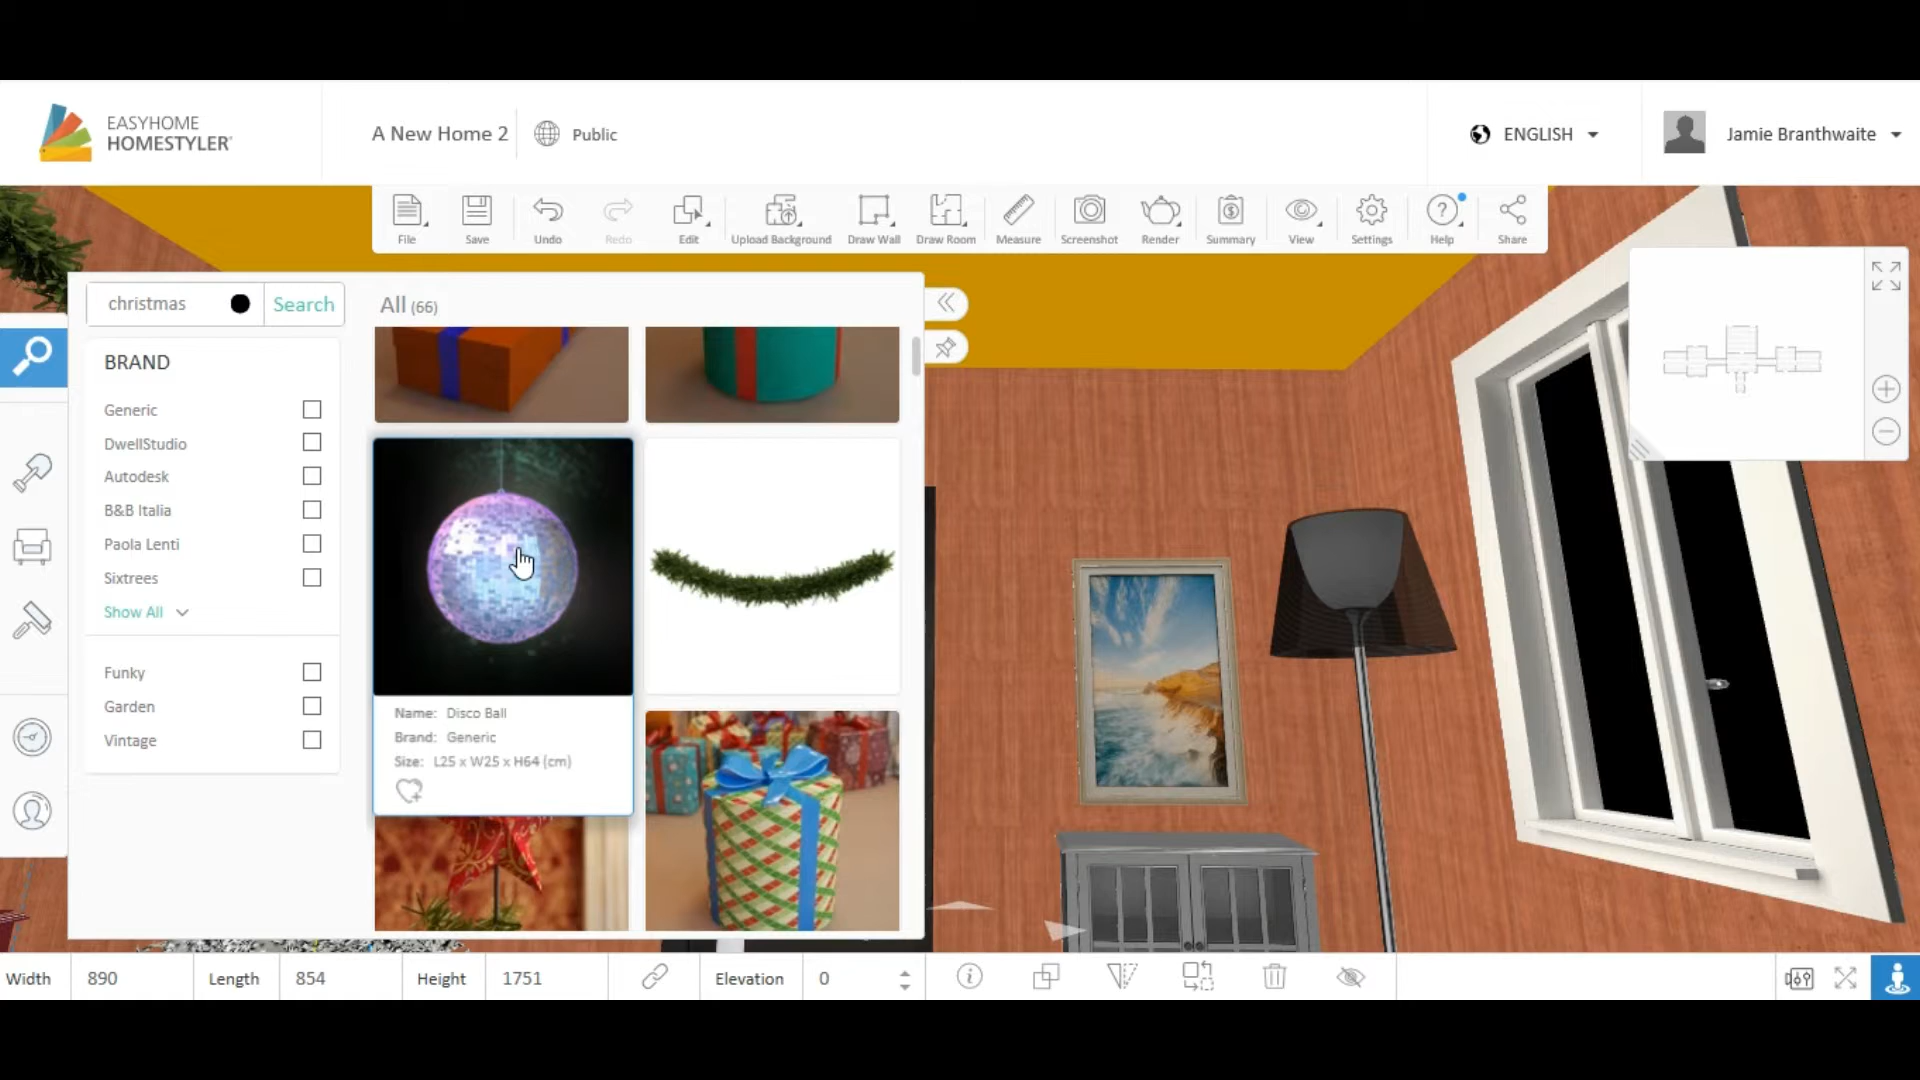 EASYHOME
HOMESTYLER®
A New Home 2
Public
ENGLISH
Jamie Branthwaite
File
Save
Undo
Redo
Edit
Upload Background
Draw Wall
Draw Room
Measure
Screenshot
Render
Summary
View
Settings
Help
Share
christmas
Search
All (66)
BRAND
Generic
DwellStudio
Autodesk
B&B Italia
Paola Lenti
Sixtrees
Show All
Funky
Garden
Vintage
Name: Disco Ball
Brand: Generic
Size: L25 x W25 x H64 (cm)
Width 890 Length 854 Height 1751 Elevation 0